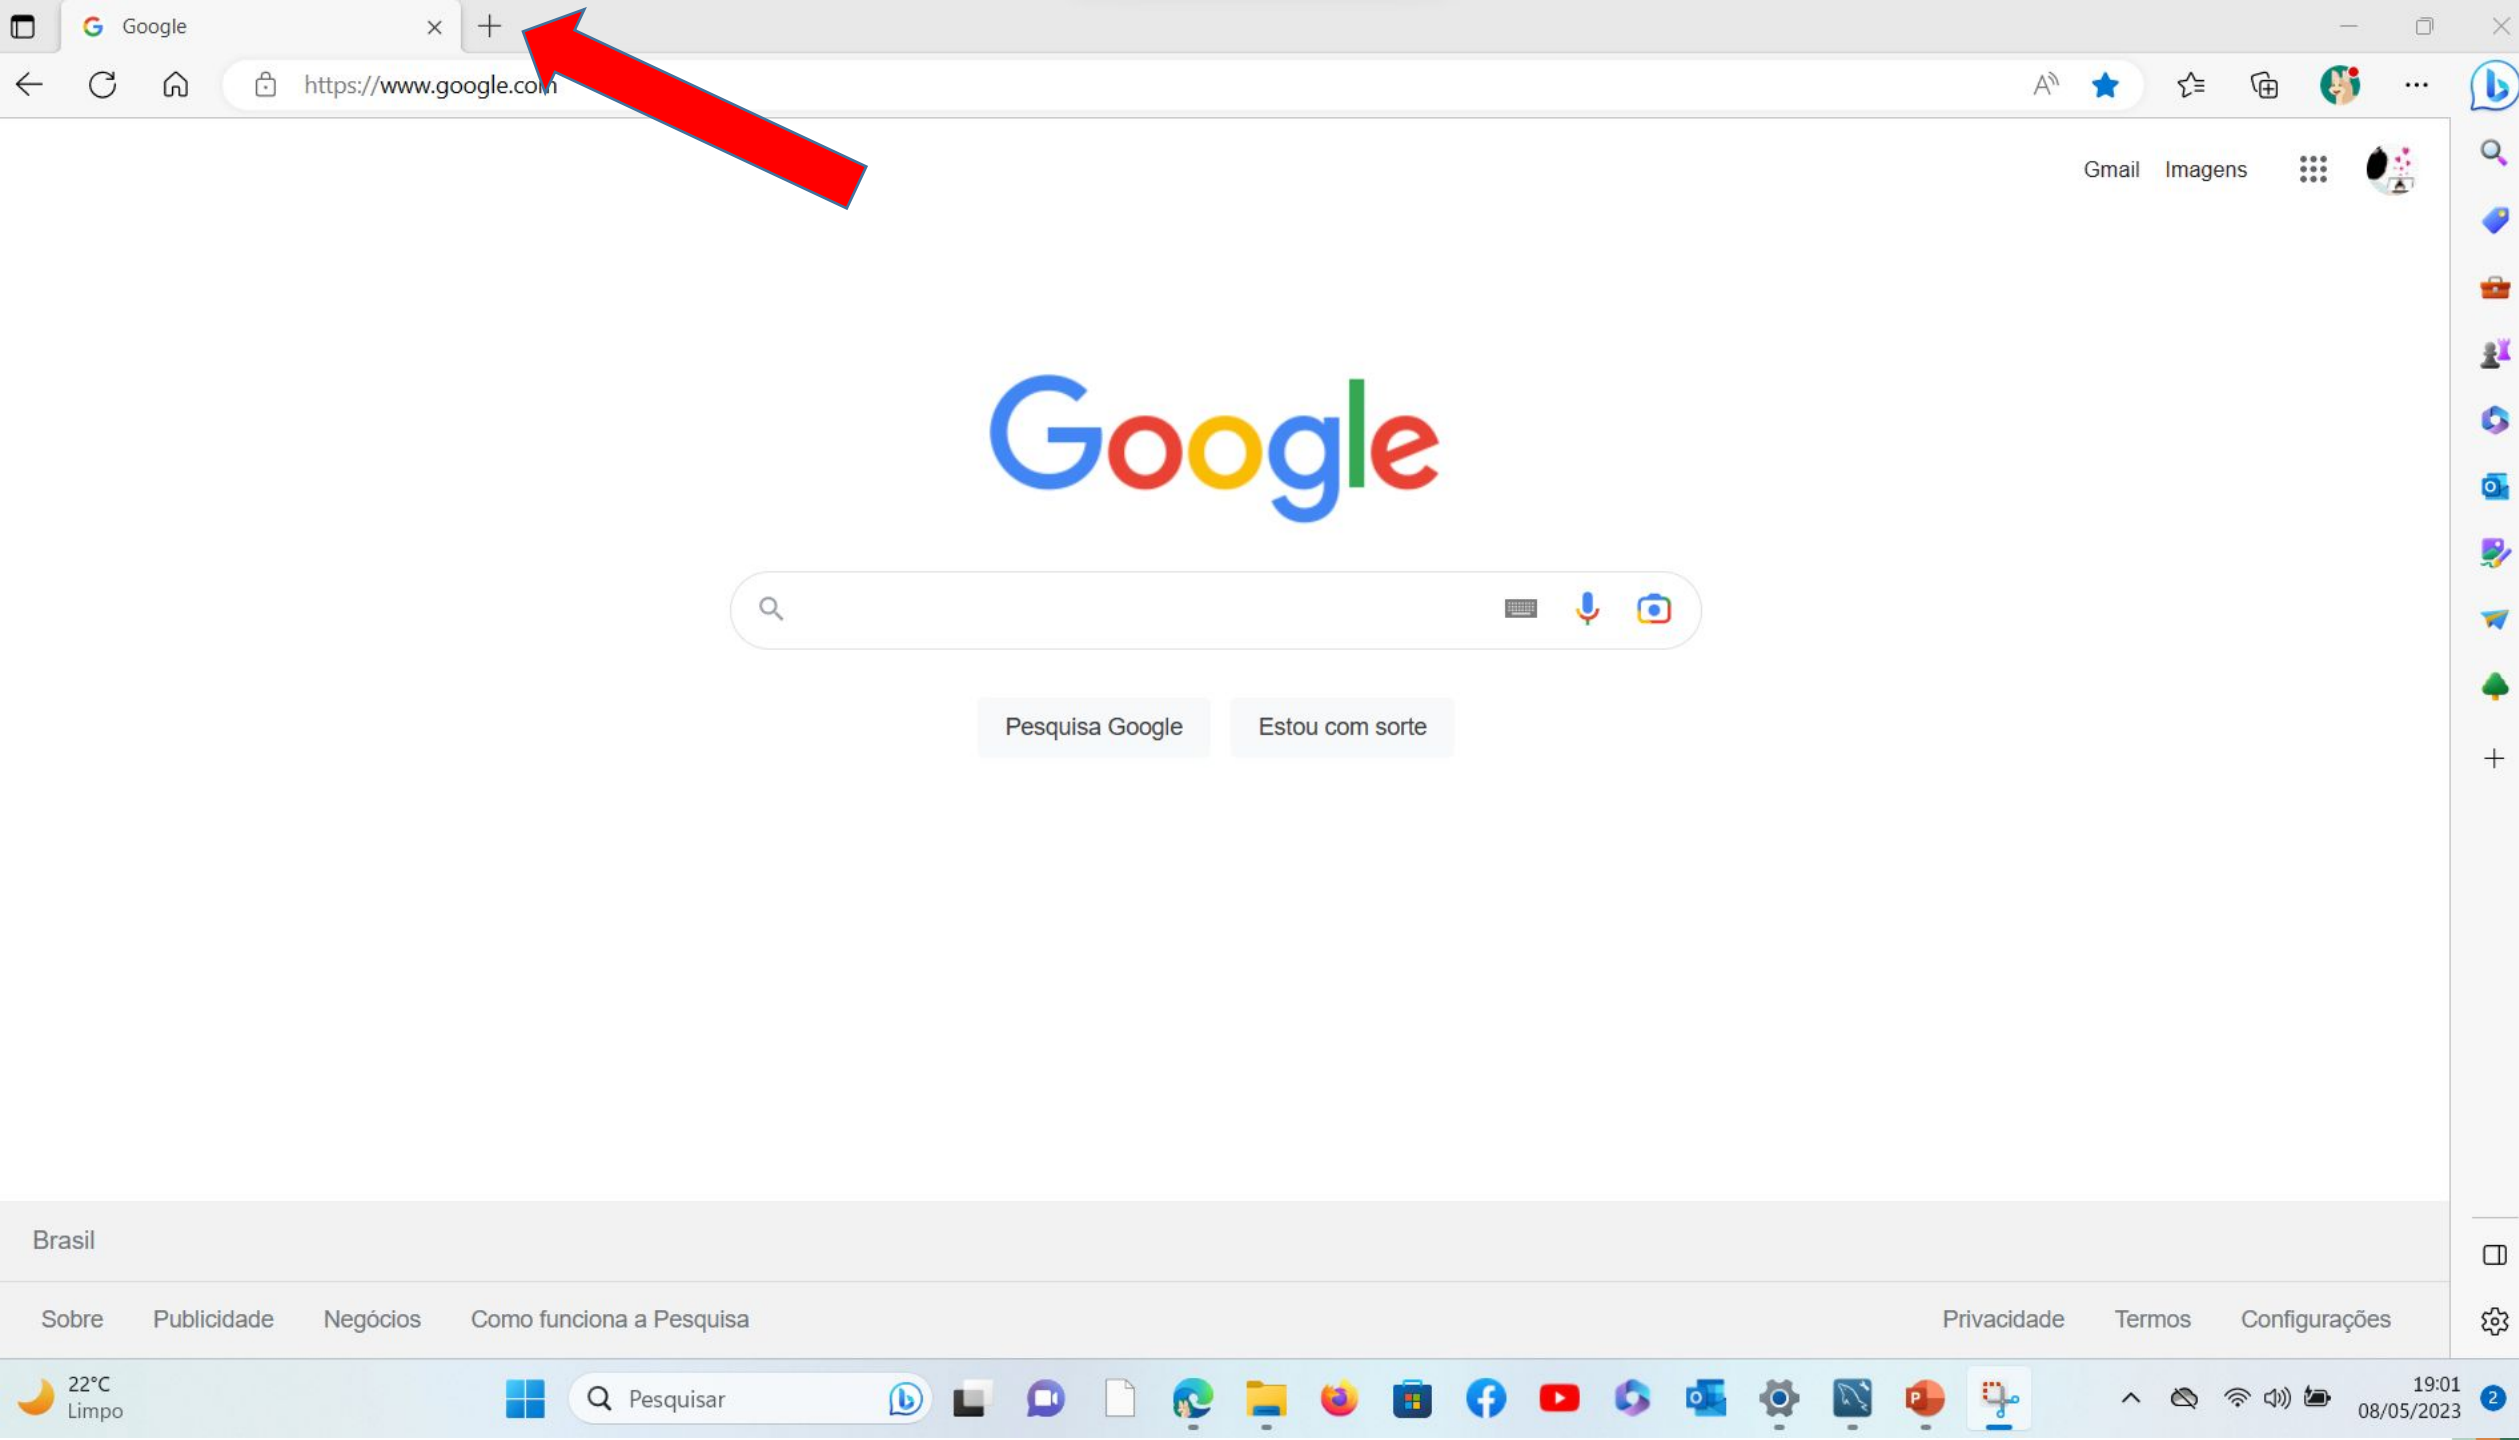 Google
https://www.google.com
Gmail Imagens
Google
Pesquisa Google Estou com sorte
Brasil
Sobre Publicidade Negócios Como funciona a Pesquisa Privacidade Termos Configurações
22°C
Limpo
Pesquisar
19:01
08/05/2023
2